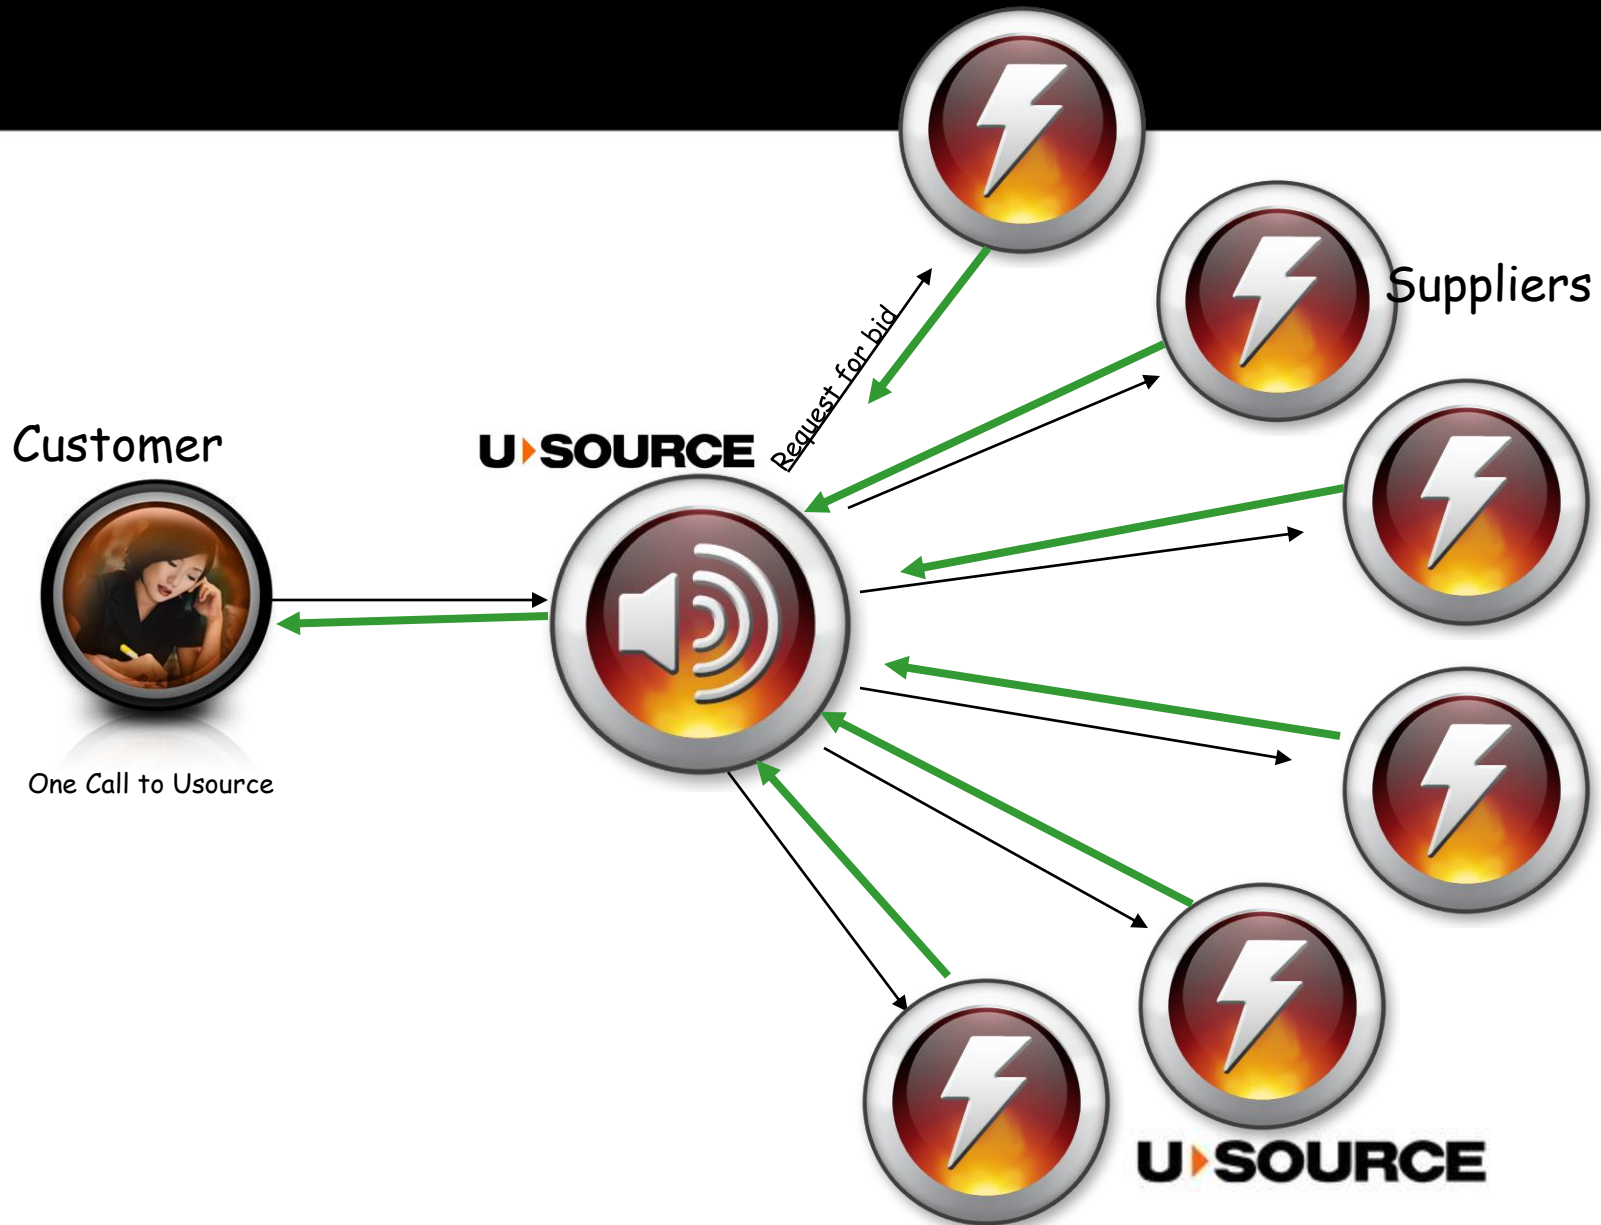 Suppliers
Request for bid
Customer
U SOURCE
One Call to Usource
U SOURCE